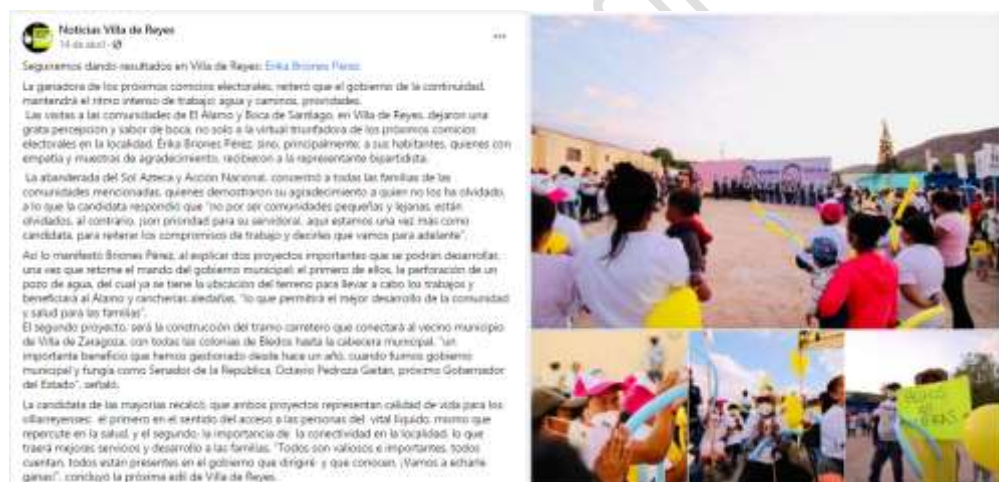 Noticias Villa de Reyes
14 de abril ·
Seguiremos dando resultados en Villa de Reyes: Erika Briones Pérez
La ganadora de los próximos comicios electorales, reiteró que el gobierno de la continuidad,
mantendrá el ritmo intenso de trabajo; agua y caminos, prioridades.
Las visitas a las comunidades de El Álamo y Boca de Santiago, en Villa de Reyes, dejaron una
grata percepción y sabor de boca, no solo a la virtual triunfadora de los próximos comicios
electorales en la localidad, Érika Briones Pérez, sino, principalmente, a sus habitantes, quienes con
empatía y muestras de agradecimiento, recibieron a la representante bipartidista.
La abanderada del Sol Azteca y Acción Nacional, concentró a todas las familias de las
comunidades mencionadas, quienes demostraron su agradecimiento a quien no los ha olvidado,
a lo que la candidata respondió que "no por ser comunidades pequeñas y lejanas, están
olvidados, al contrario, ¡son prioridad para su servidora!, aquí estamos una vez más como
candidata, para reiterar los compromisos de trabajo y decirles que vamos para adelante".
Así lo manifestó Briones Pérez, al explicar dos proyectos importantes que se podrán desarrollar,
una vez que retome el mando del gobierno municipal; el primero de ellos, la perforación de un
pozo de agua, del cual ya se tiene la ubicación del terreno para llevar a cabo los trabajos y
beneficiará al Álamo y rancherías aledañas, "lo que permitirá el mejor desarrollo de la comunidad
y salud para las familias".
El segundo proyecto, será la construcción del tramo carretero que conectará al vecino municipio
de Villa de Zaragoza, con todas las colonias de Bledos hasta la cabecera municipal, "un
importante beneficio que hemos gestionado desde hace un año, cuando fuimos gobierno
municipal y fungía como Senador de la República, Octavio Pedroza Gaitán, próximo Gobernador
del Estado", señaló.
La candidata de las mayorías recalcó, que ambos proyectos representan calidad de vida para los
villarreyenses: el primero en el sentido del acceso a las personas del vital líquido, mismo que
repercute en la salud, y el segundo, la importancia de la conectividad en la localidad, lo que
traerá mejores servicios y desarrollo a las familias. "Todos son valiosos e importantes, todos
cuentan, todos están presentes en el gobierno que dirigiré y que conocen, ¡Vamos a echarle
ganas!", concluyó la próxima edil de Villa de Reyes.